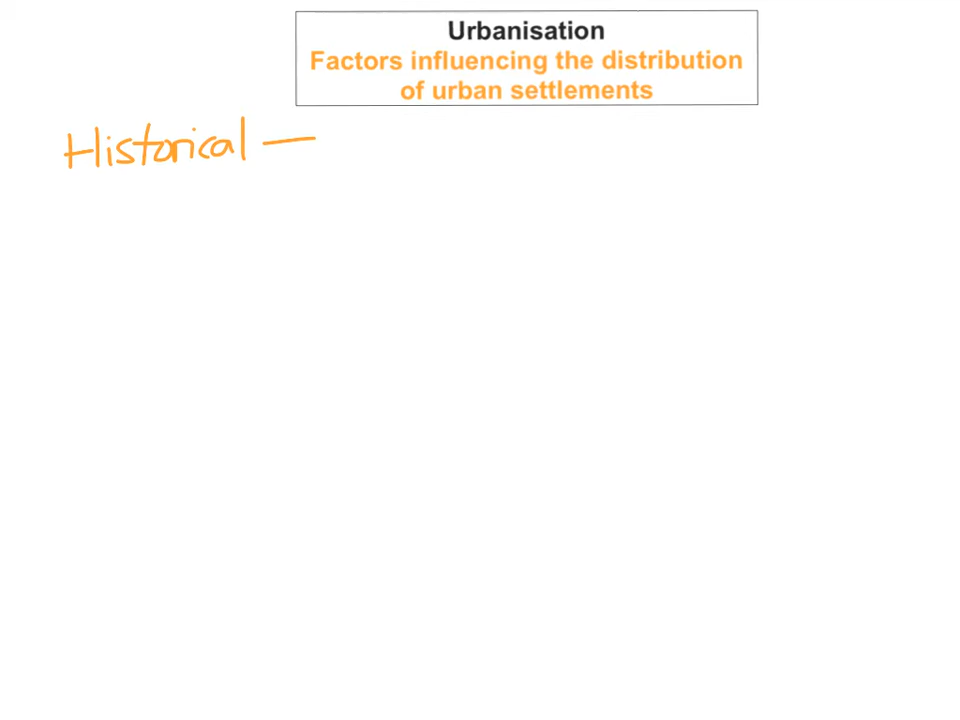 Urbanisation
Factors influencing the distribution
of urban settlements
Historical —